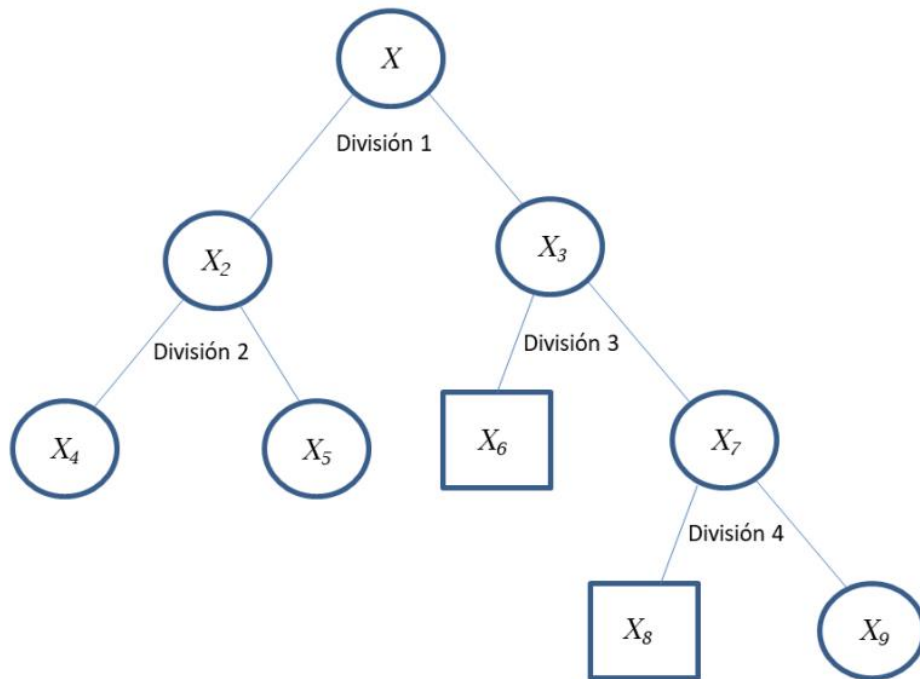 X
División 1
X2
X3
División 2
División 3
X4
X5
X6
X7
División 4
X8
X9